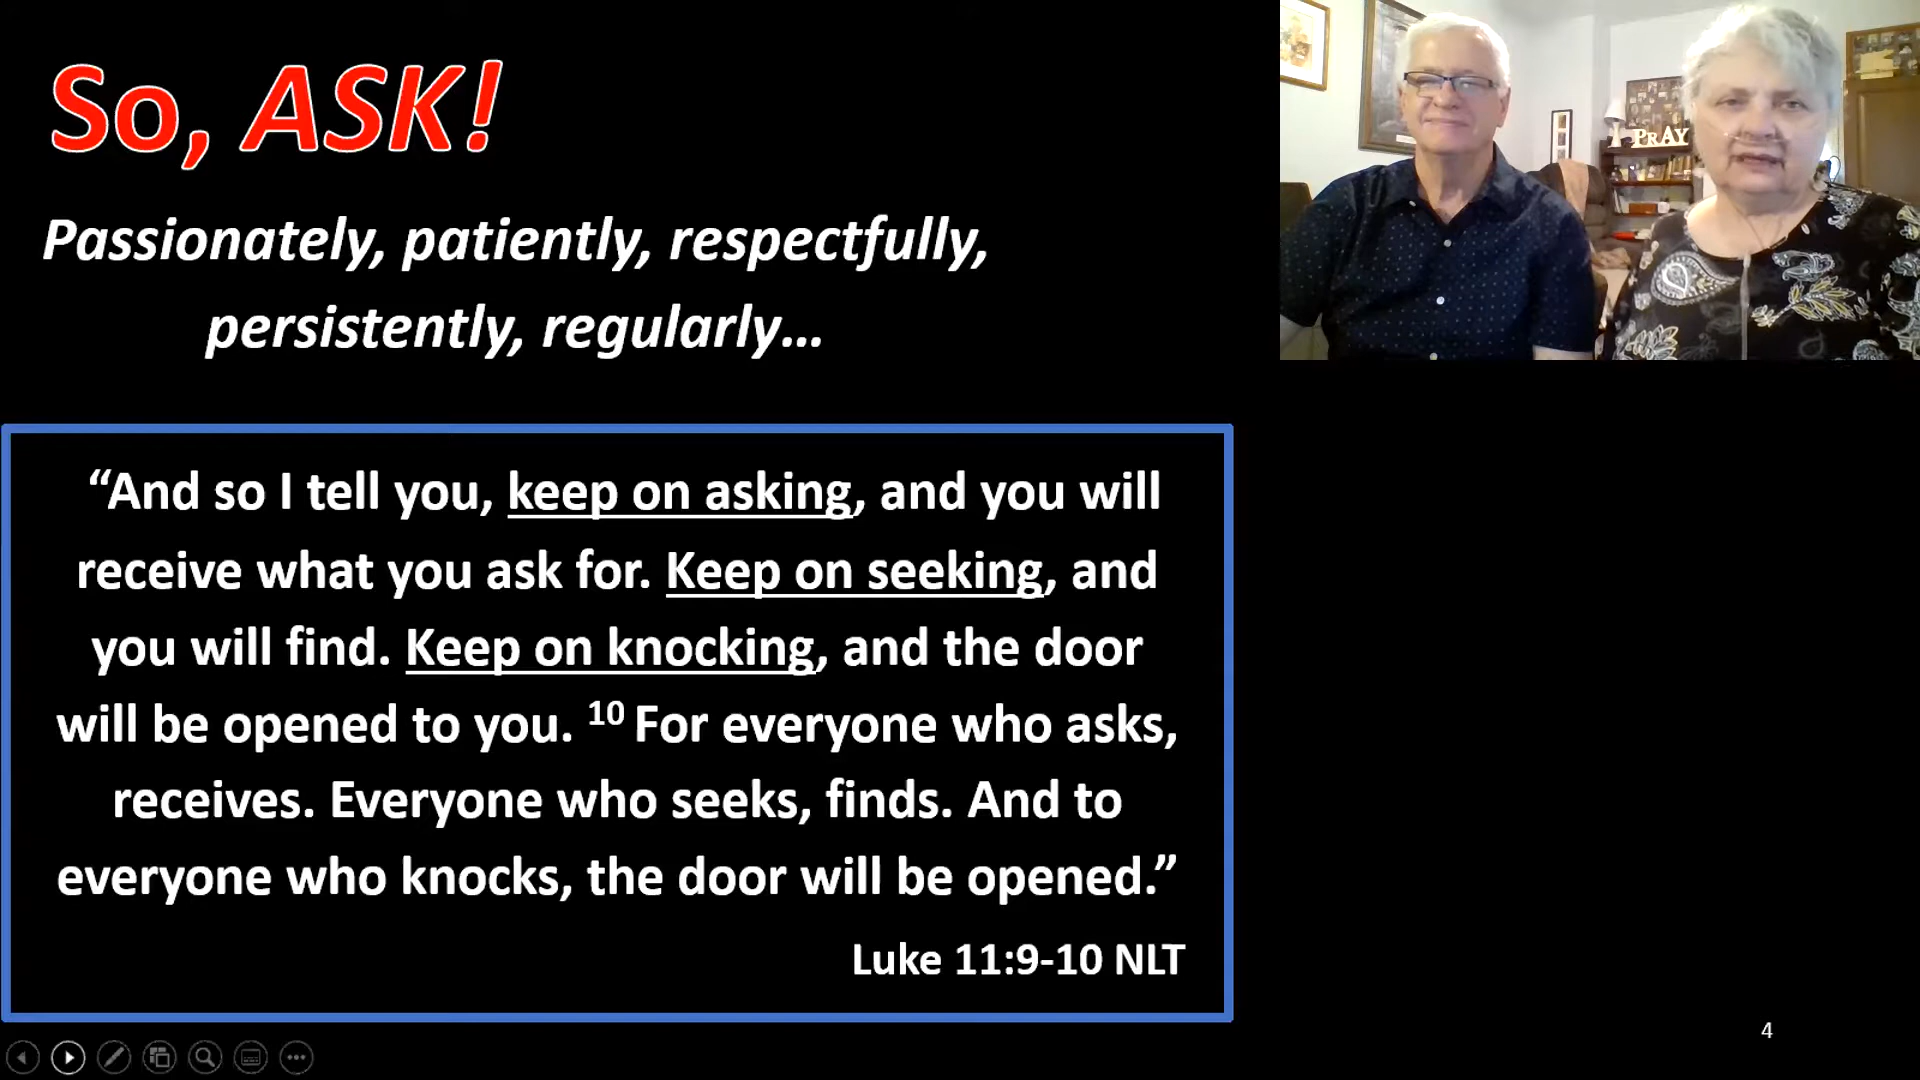 So, ASK!
Passionately, patiently, respectfully,
persistently, regularly…
“And so I tell you, keep on asking, and you will
receive what you ask for. Keep on seeking, and
you will find. Keep on knocking, and the door
will be opened to you. ¹⁰ For everyone who asks,
receives. Everyone who seeks, finds. And to
everyone who knocks, the door will be opened.”
Luke 11:9-10 NLT
4
PRAY